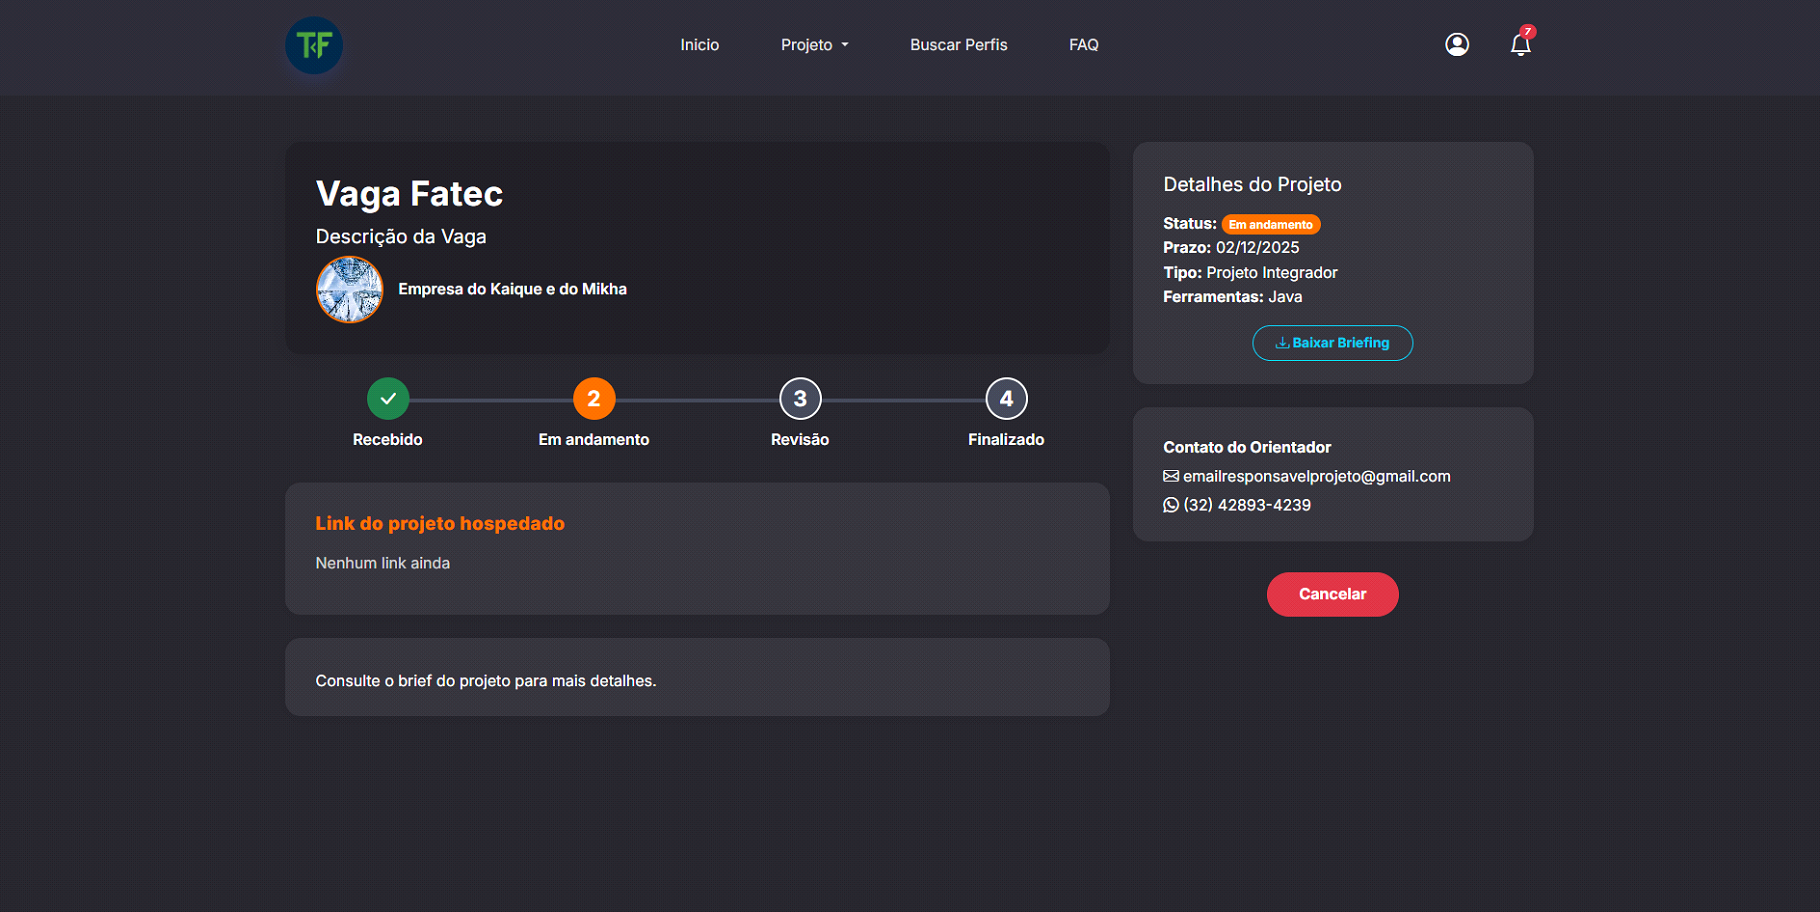 TF
Inicio
Projeto
Buscar Perfis
FAQ
7
Vaga Fatec
Descrição da Vaga
Empresa do Kaique e do Mikha
2
3
4
Recebido
Em andamento
Revisão
Finalizado
Link do projeto hospedado
Nenhum link ainda
Consulte o brief do projeto para mais detalhes.
Detalhes do Projeto
Status: Em andamento
Prazo: 02/12/2025
Tipo: Projeto Integrador
Ferramentas: Java
Baixar Briefing
Contato do Orientador
emailresponsavelprojeto@gmail.com
(32) 42893-4239
Cancelar